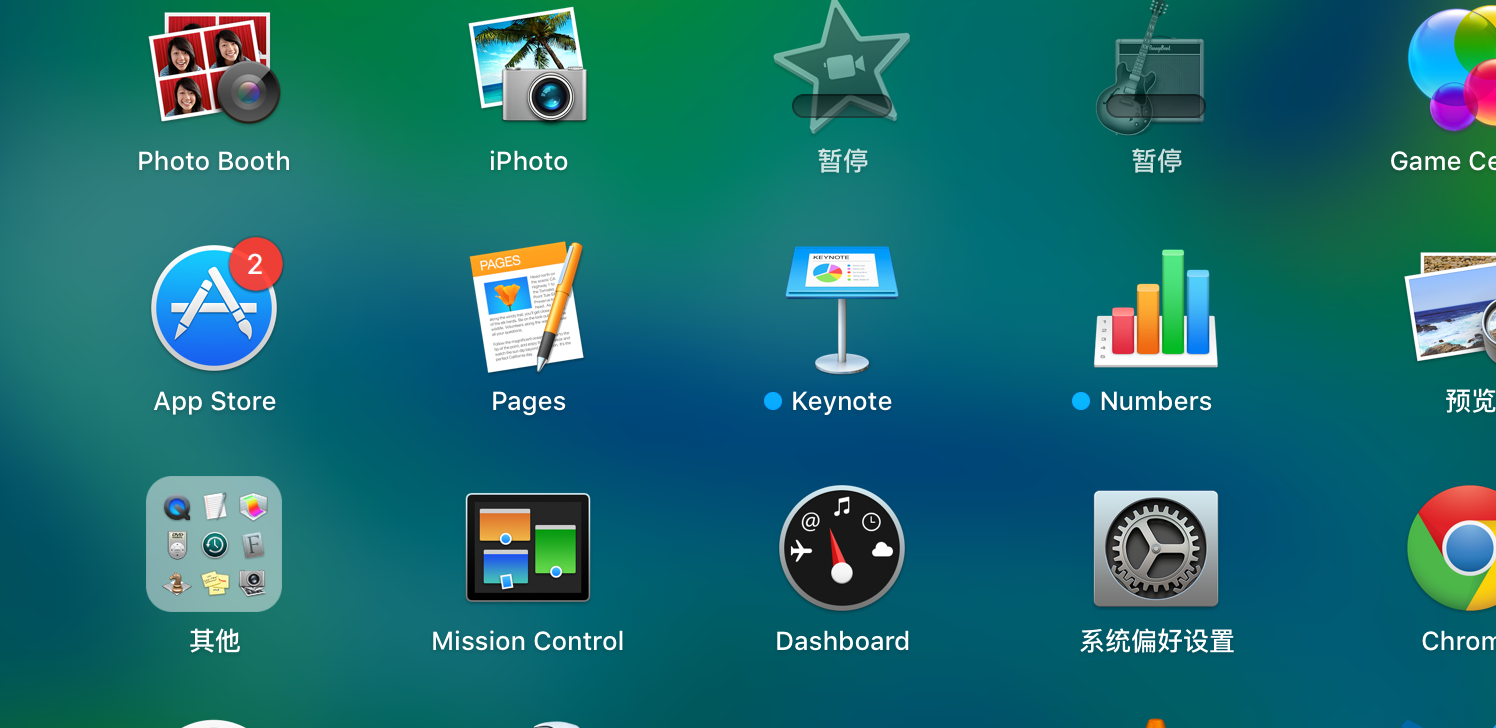 Photo Booth
iPhoto
暂停
暂停
Game Ce
2
PAGES
KEYNOTE
App Store
Pages
Keynote
Numbers
预览
@
其他
Mission Control
Dashboard
系统偏好设置
Chrom